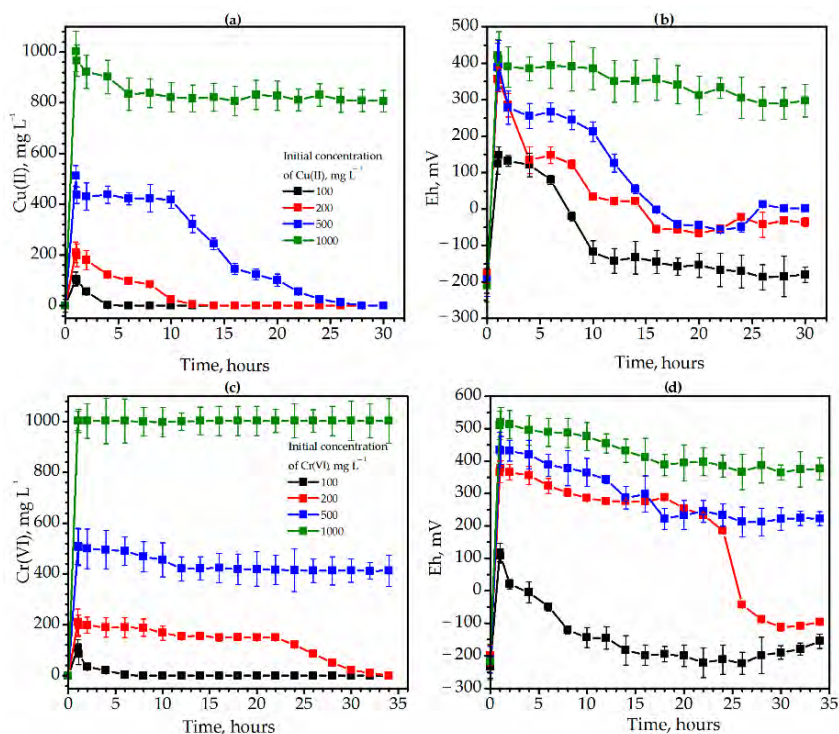 (a)
Cu(II), mg L⁻¹
1000
800
600
400
200
0
Initial concentration
of Cu(II), mg L⁻¹
100
200
500
1000
0 5 10 15 20 25 30
Time, hours
(b)
Eh, mV
500
400
300
200
100
0
−100
−200
−300
0 5 10 15 20 25 30
Time, hours
(c)
Cr(VI), mg L⁻¹
1000
800
600
400
200
0
Initial concentration
of Cr(VI) mg L⁻¹
100
200
500
1000
0 5 10 15 20 25 30 35
Time, hours
(d)
Eh, mV
600
500
400
300
200
100
0
−100
−200
−300
0 5 10 15 20 25 30 35
Time, hours